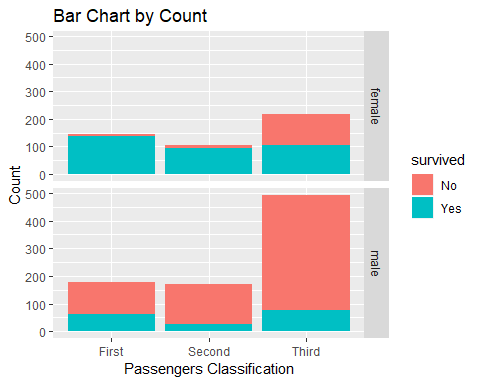 Bar Chart by Count
500
400
300
200
100
0
female
500
400
300
200
100
0
male
Count
First Second Third
Passengers Classification
survived
No
Yes